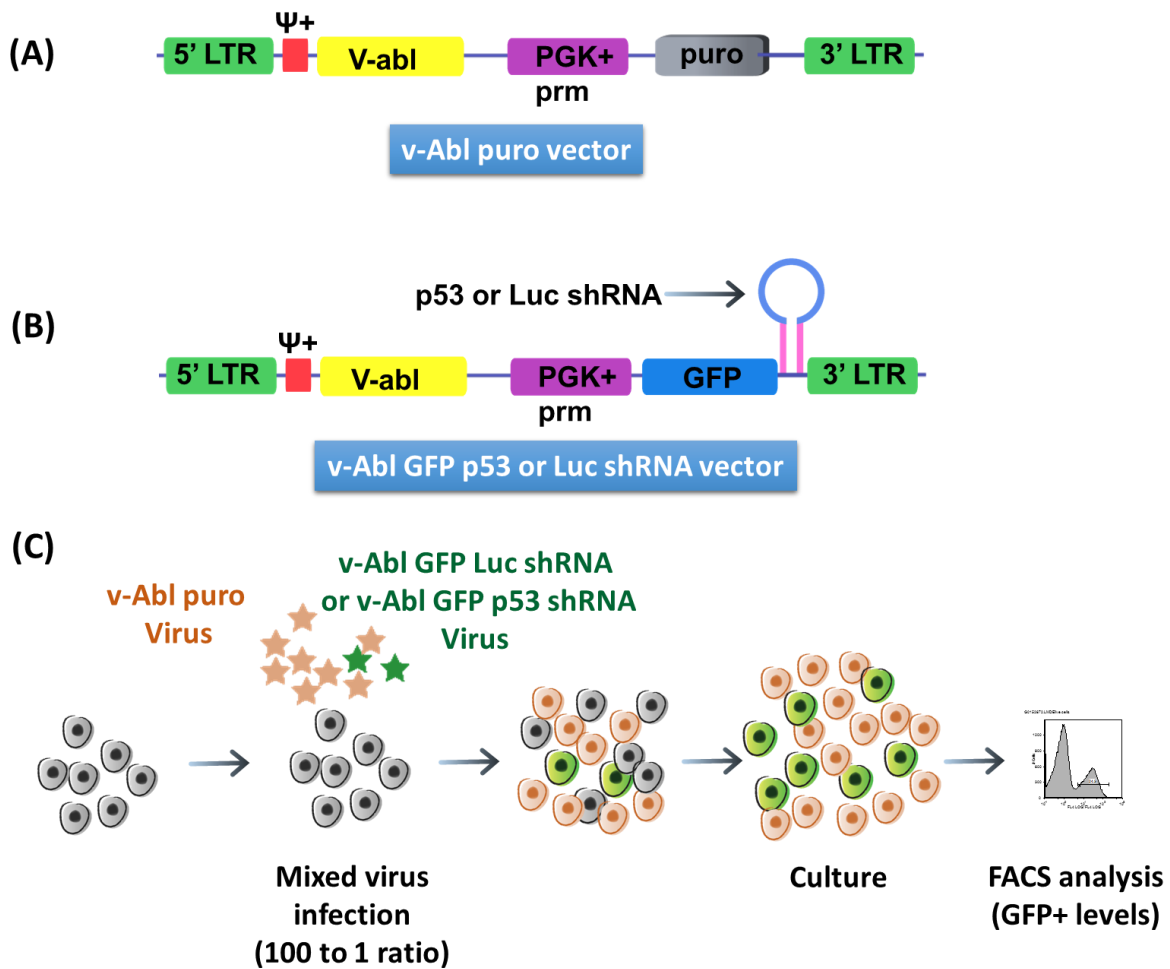 (A)
Ψ+
5' LTR V-abl PGK+ puro 3' LTR
prm
v-Abl puro vector
p53 or Luc shRNA
(B)
Ψ+
5' LTR V-abl PGK+ GFP 3' LTR
prm
v-Abl GFP p53 or Luc shRNA vector
(C)
v-Abl puro
Virus
v-Abl GFP Luc shRNA
or v-Abl GFP p53 shRNA
Virus
Mixed virus
infection
(100 to 1 ratio)
Culture
FACS analysis
(GFP+ levels)